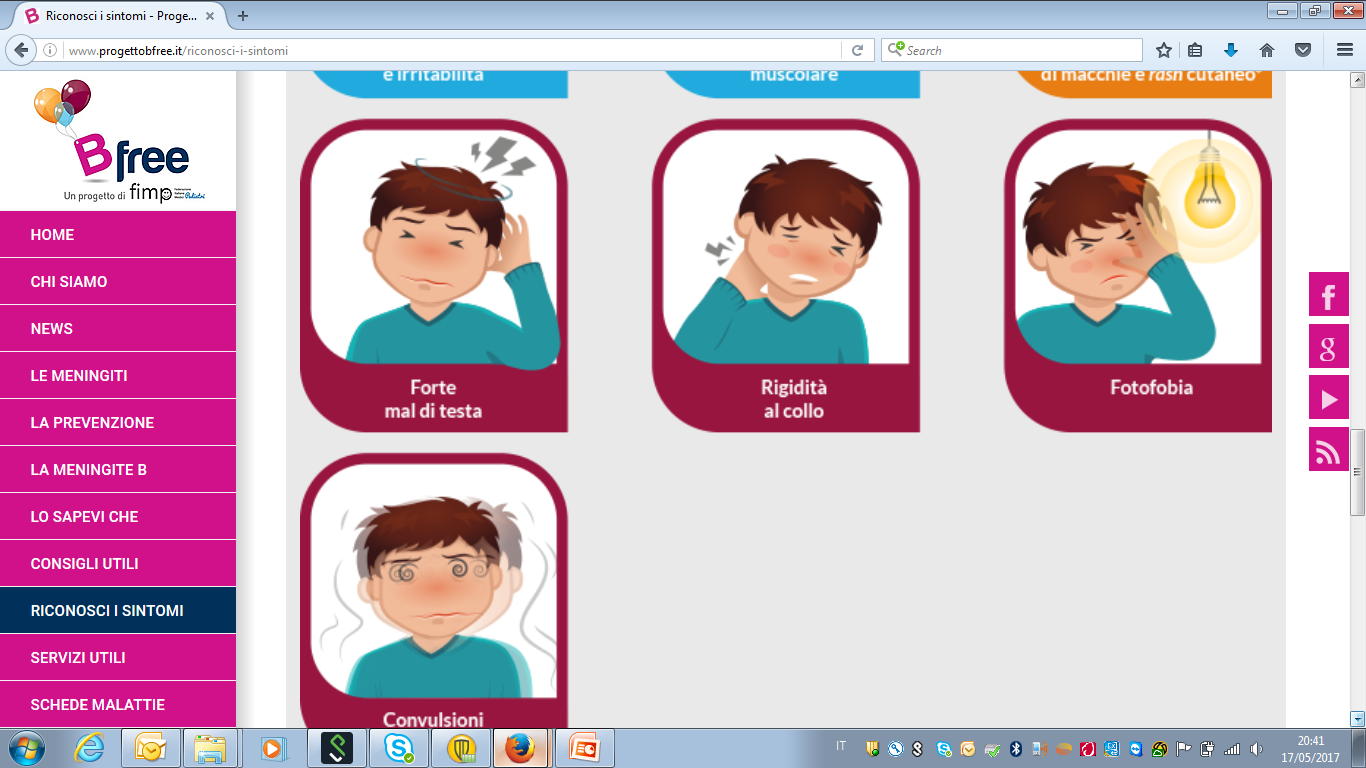 Riconosci i sintomi - Proge...
www.progettobfree.it/riconosci-i-sintomi
Search
B free
Un progetto di fimp
HOME
CHI SIAMO
NEWS
LE MENINGITI
LA PREVENZIONE
LA MENINGITE B
LO SAPEVI CHE
CONSIGLI UTILI
RICONOSCI I SINTOMI
SERVIZI UTILI
SCHEDE MALATTIE
e irritabilità
muscolare
di macchie e rash cutaneo*
Forte
mal di testa
Rigidità
al collo
Fotofobia
Convulsioni
IT
20:41
17/05/2017